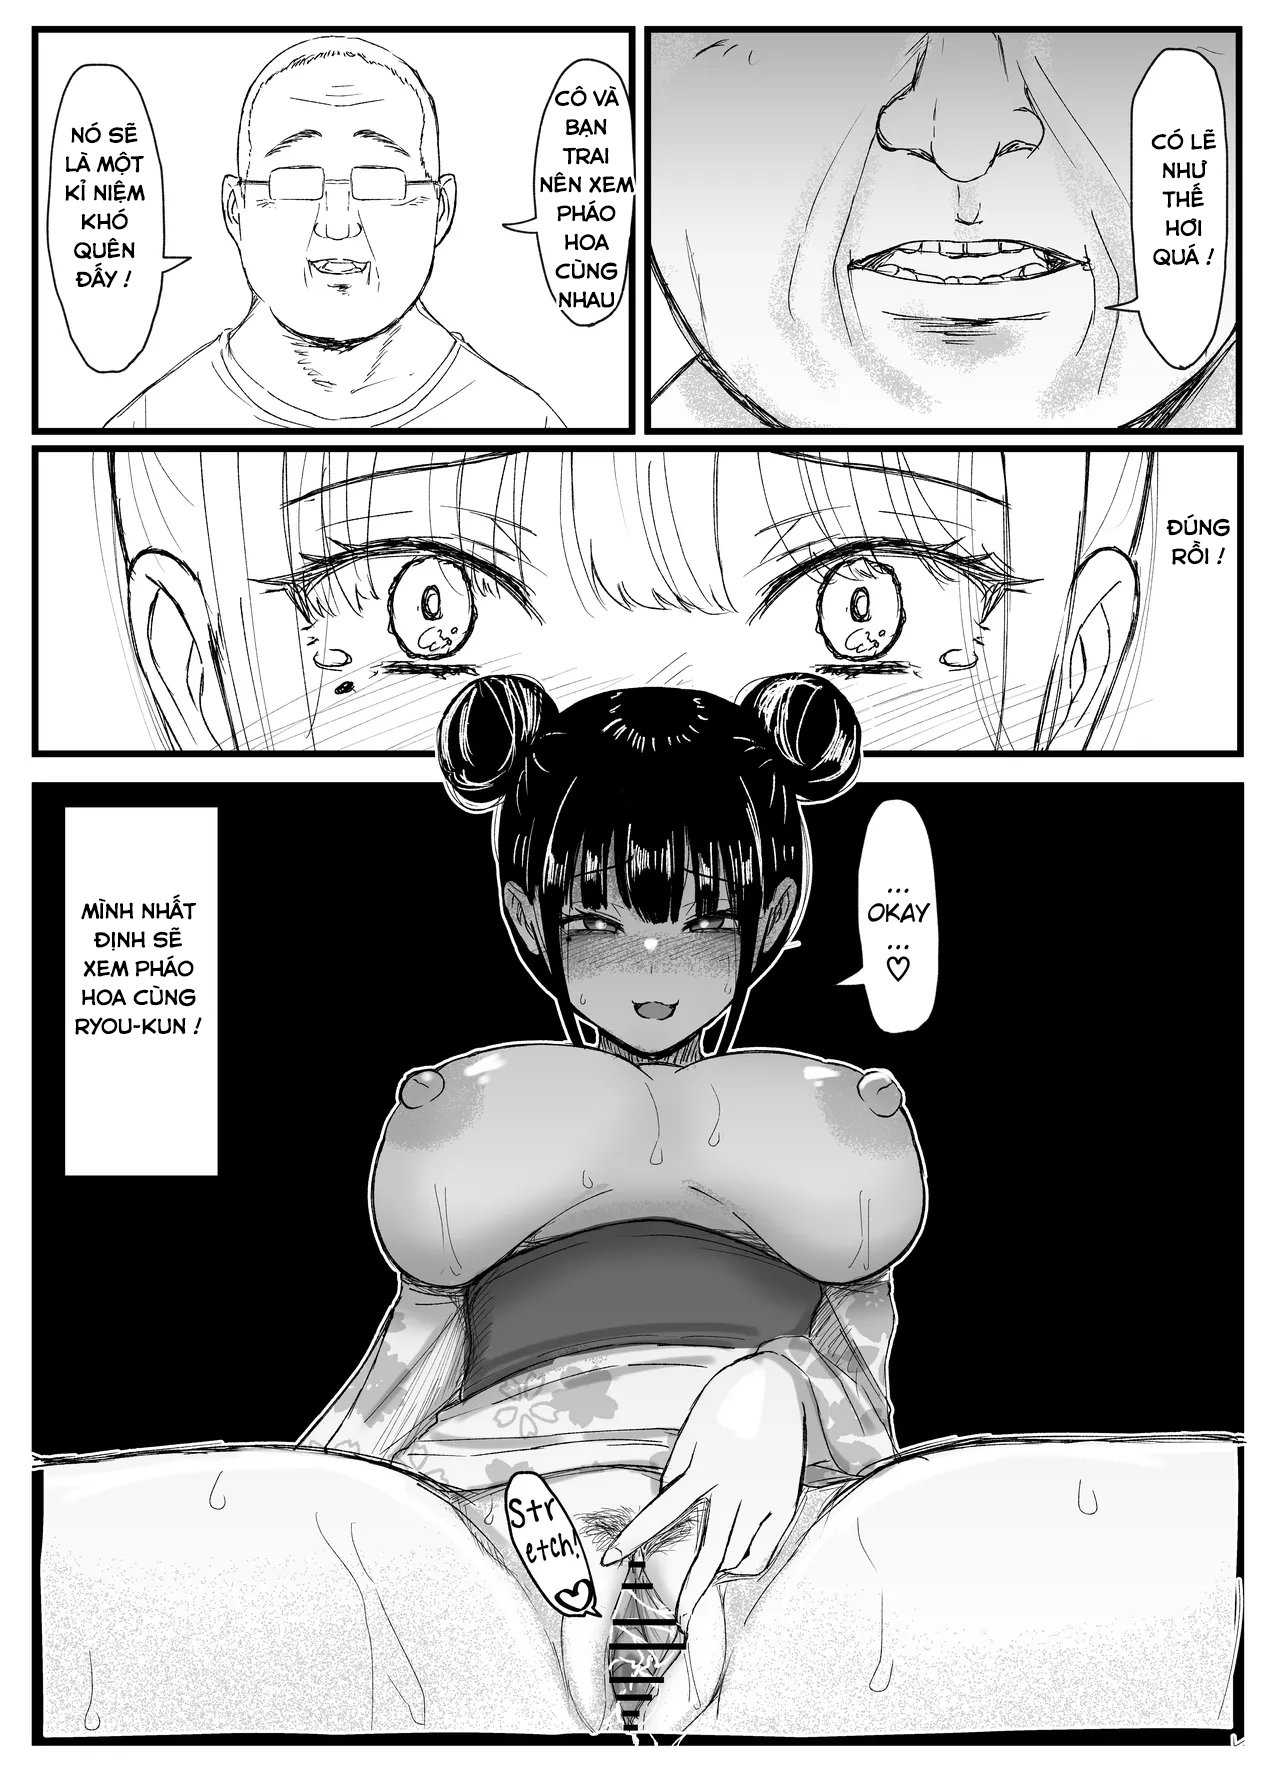 CÓ LẼ
NHƯ
THẾ
HƠI
QUÁ !
CÔ VÀ
BẠN
TRAI
NÊN XEM
PHÁO
HOA
CÙNG
NHAU
NÓ SẼ
LÀ MỘT
KỈ NIỆM
KHÓ
QUÊN
ĐẤY !
ĐÚNG
RỒI !
...
OKAY
...
♡
MÌNH NHẤT
ĐỊNH SẼ
XEM PHÁO
HOA CÙNG
RYOU-KUN !
Str
etch!
♡